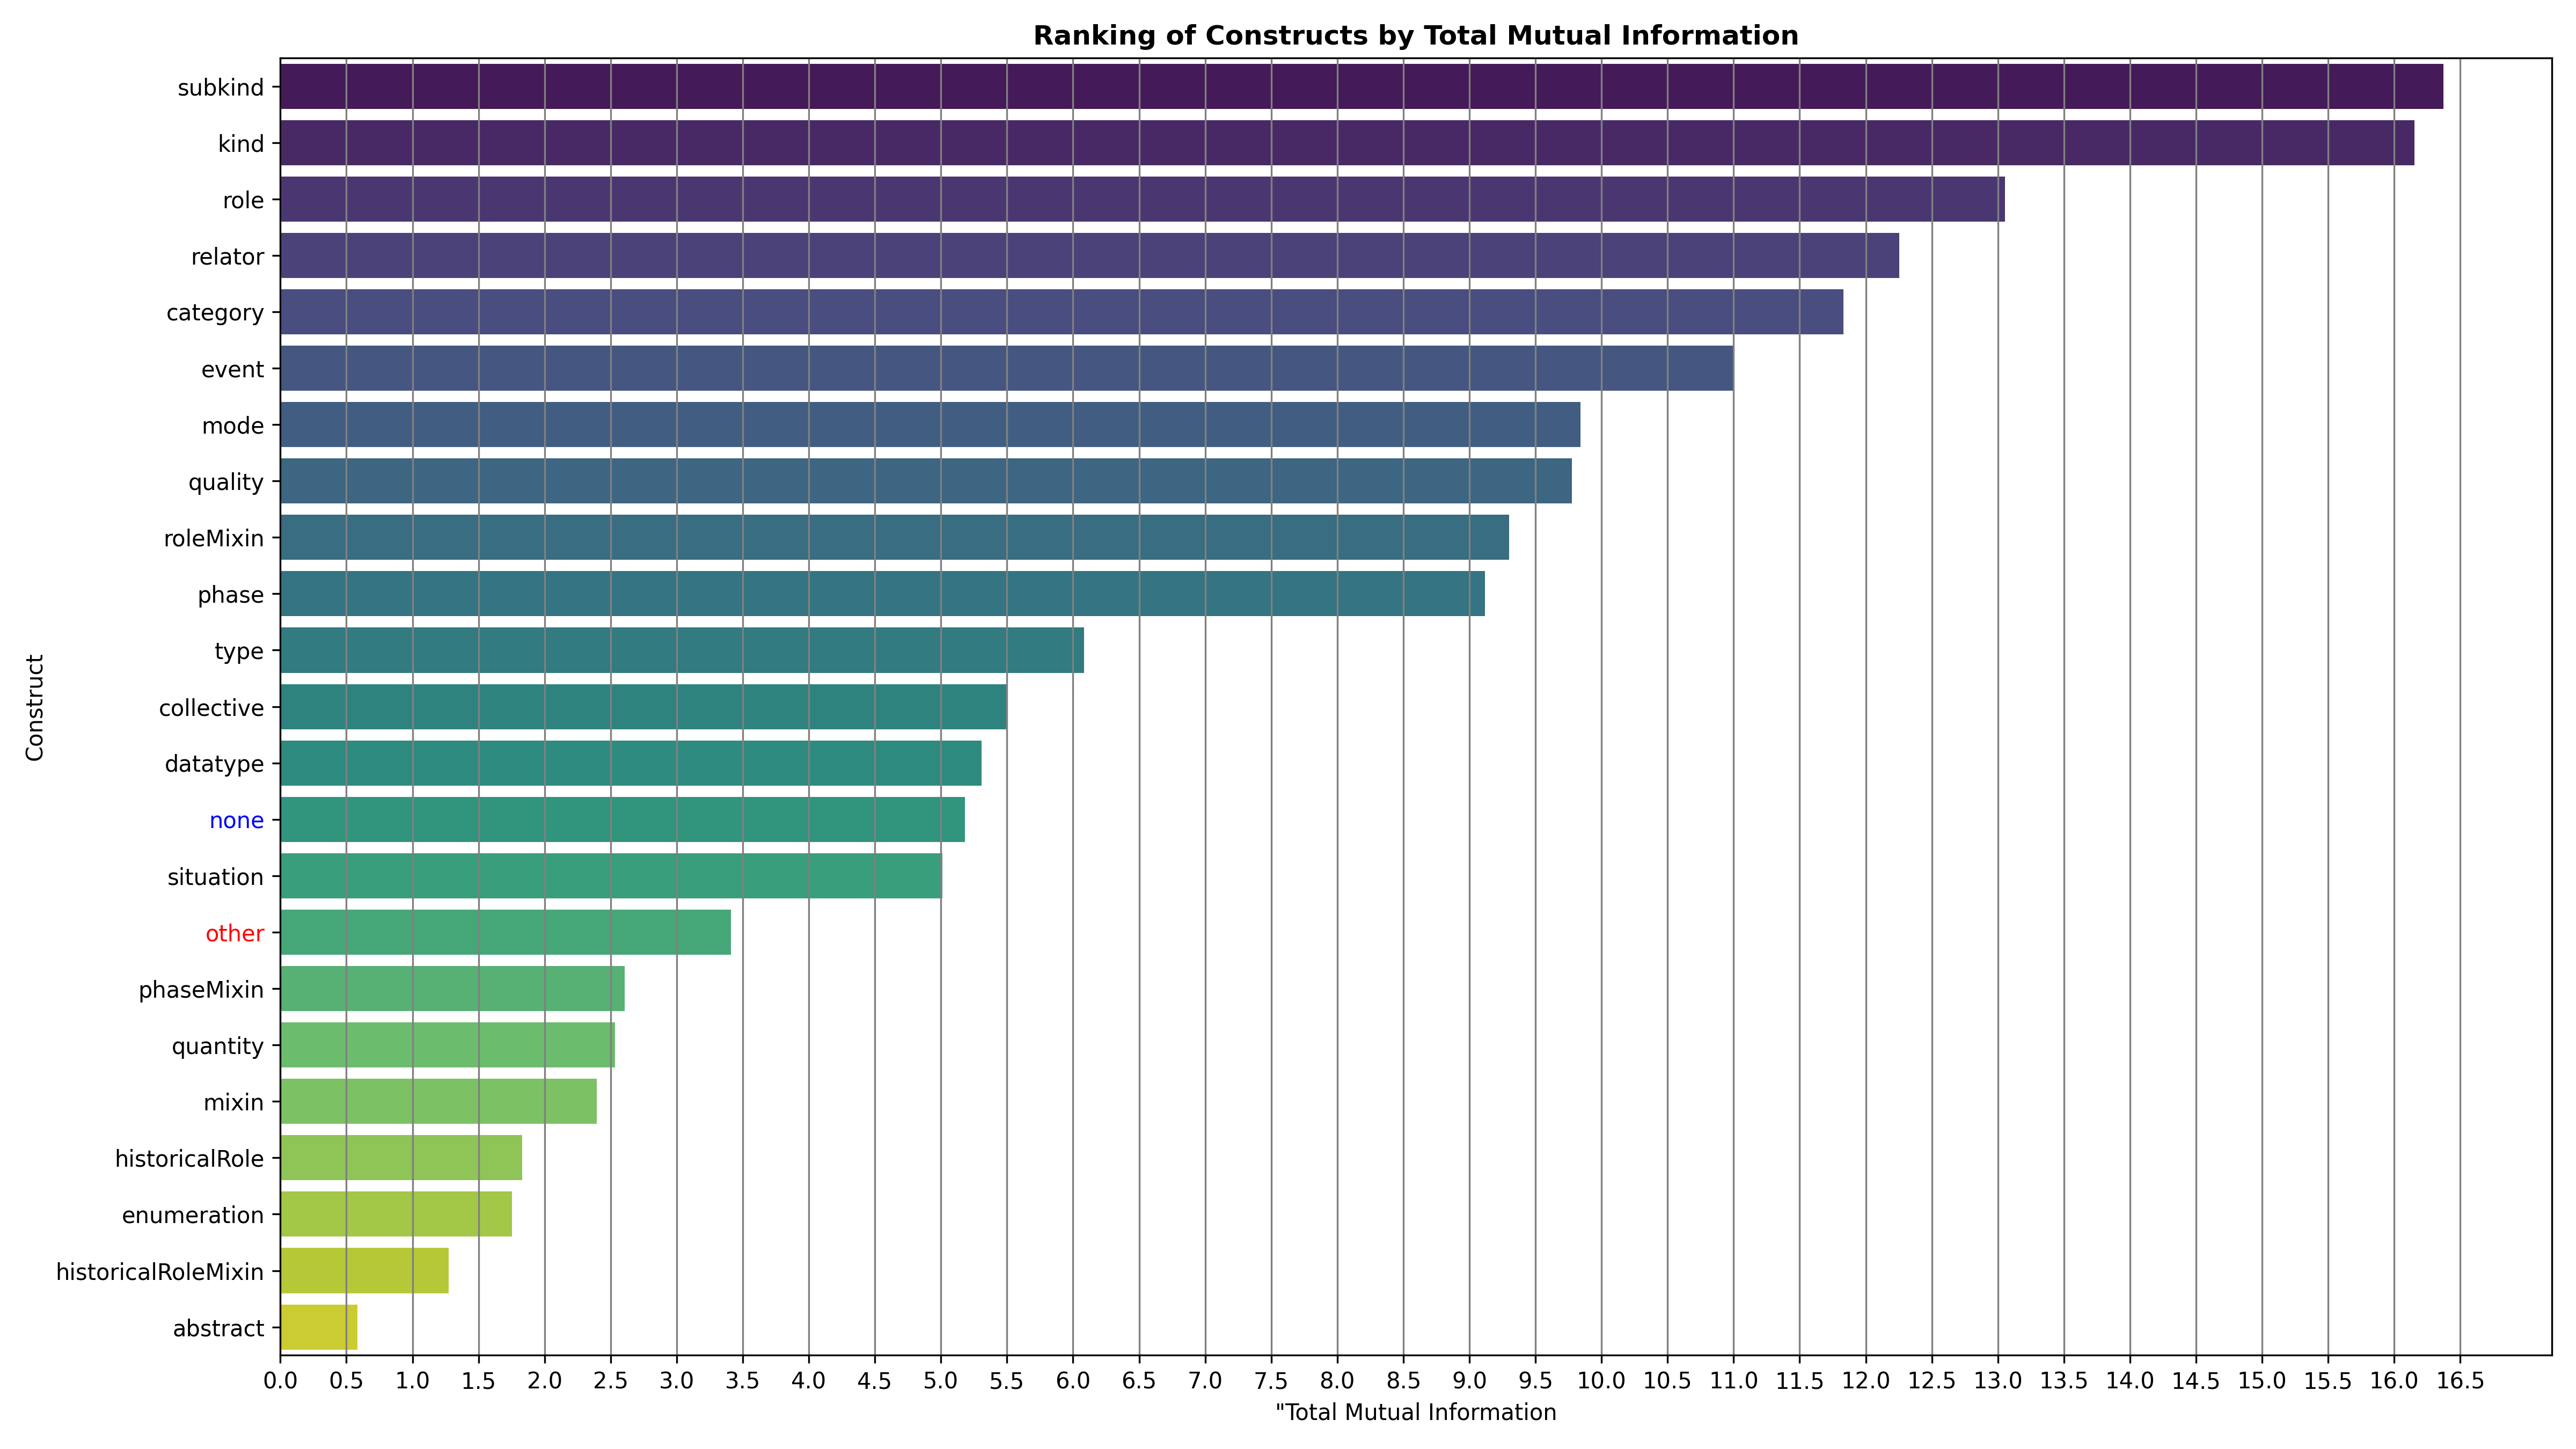 Ranking of Constructs by Total Mutual Information
Construct
subkind
kind
role
relator
category
event
mode
quality
roleMixin
phase
type
collective
datatype
none
situation
other
phaseMixin
quantity
mixin
historicalRole
enumeration
historicalRoleMixin
abstract
0.0 0.5 1.0 1.5 2.0 2.5 3.0 3.5 4.0 4.5 5.0 5.5 6.0 6.5 7.0 7.5 8.0 8.5 9.0 9.5 10.0 10.5 11.0 11.5 12.0 12.5 13.0 13.5 14.0 14.5 15.0 15.5 16.0 16.5
"Total Mutual Information